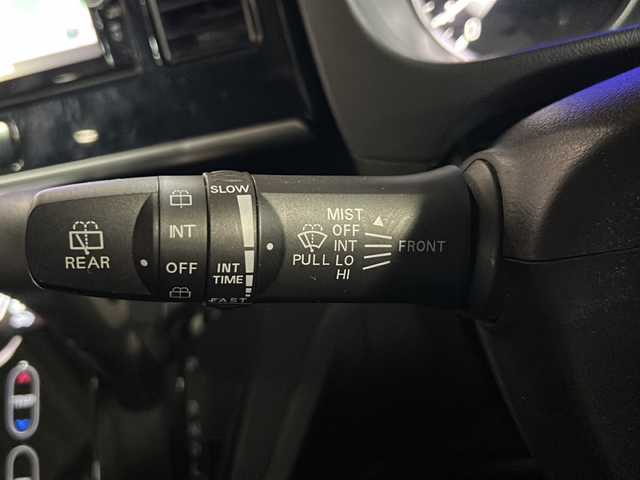 REAR
INT
OFF
SLOW
INT
TIME
FAST
MIST
OFF
INT
PULL LO
HI
FRONT